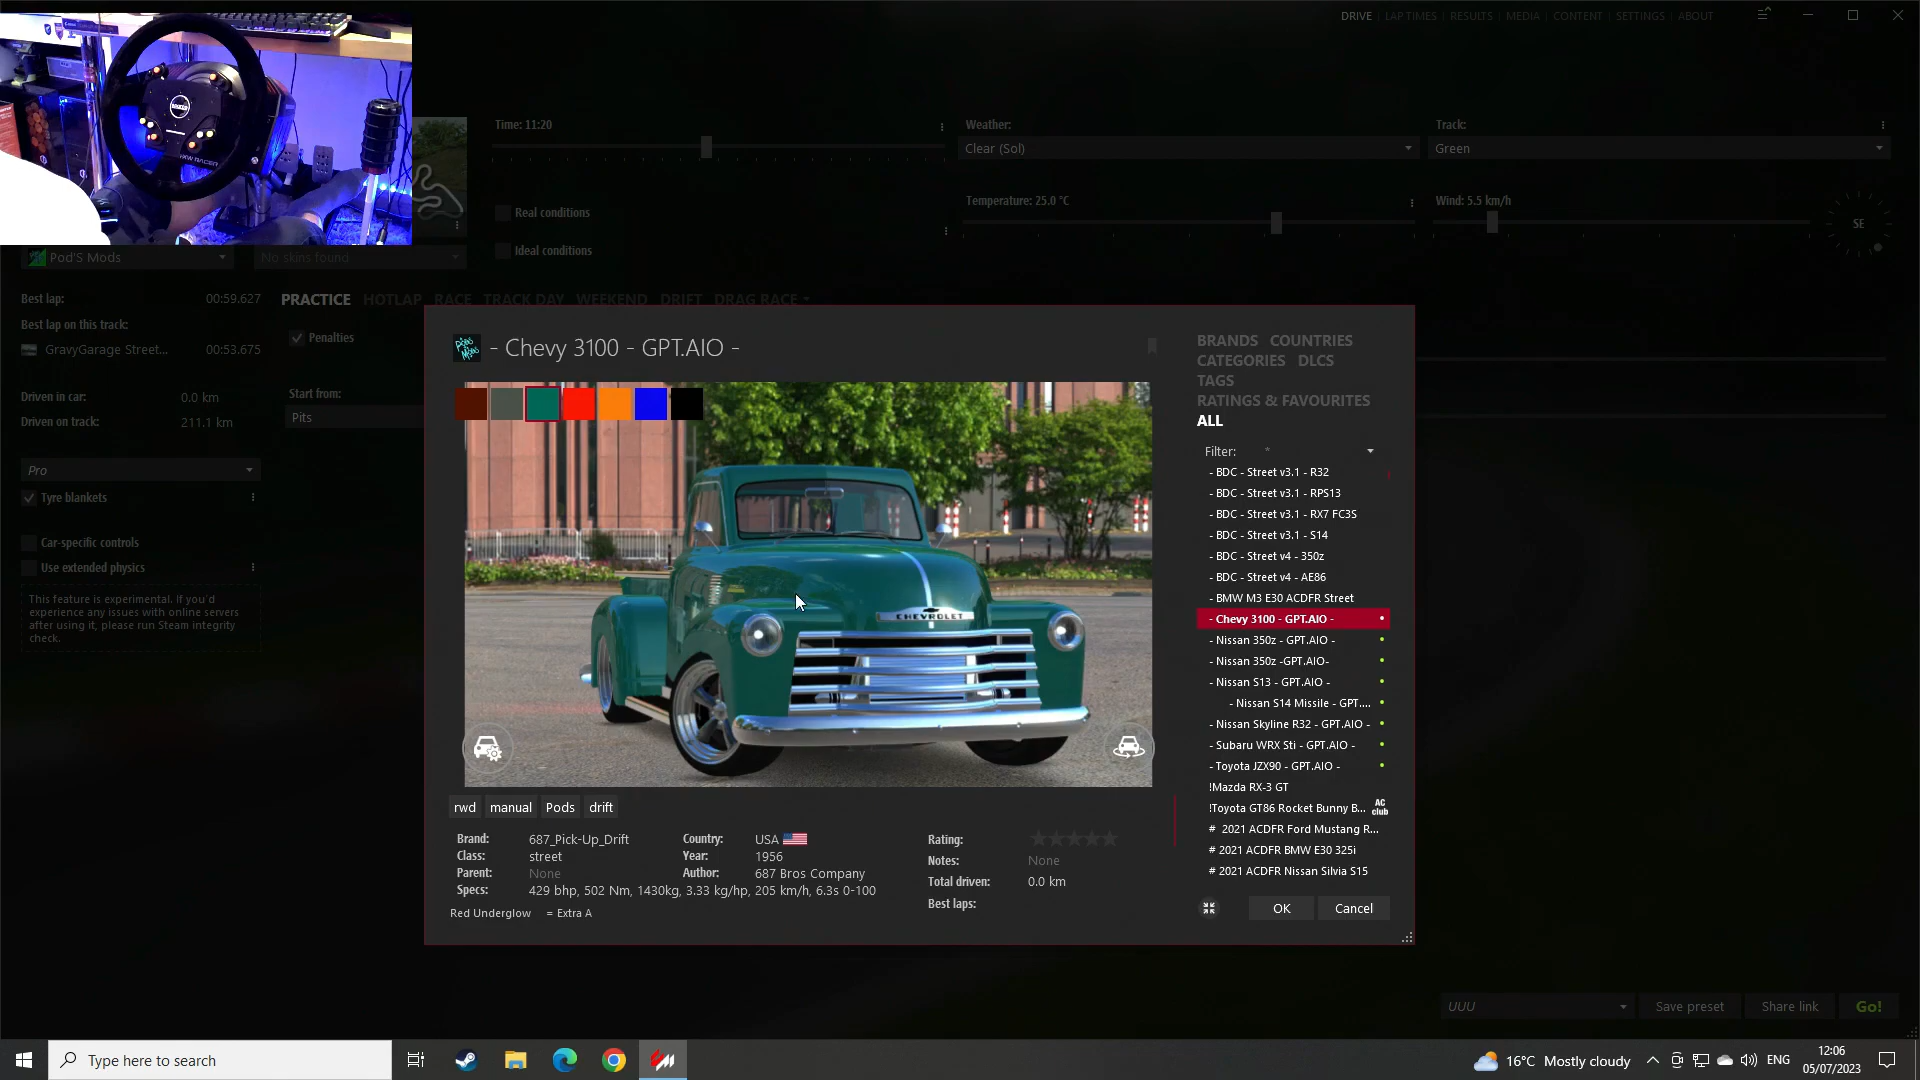 DRIVE LAP TIMES RESULTS MEDIA CONTENT SETTINGS ABOUT
Time: 11:20
Weather:
Track:
Clear (Sol)
Green
Temperature: 25.0 °C
Wind: 5.5 km/h
SE
Real conditions
Ideal conditions
Pod'S Mods
No skins found
Best lap: 00:59.627
Best lap on this track:
GravyGarage Street... 00:53.675
Driven in car: 0.0 km
Driven on track: 211.1 km
PRACTICE HOTLAP RACE TRACK DAY WEEKEND DRIFT DRAG RACE
Penalties
Start from:
Pits
Pro
Tyre blankets
Car-specific controls
Use extended physics
This feature is experimental. If you'd
experience any issues with online servers
after using it, please run Steam integrity
check.
- Chevy 3100 - GPT.AIO -
CHEVROLET
rwd manual Pods drift
Brand: 687_Pick-Up_Drift
Class: street
Parent: None
Specs: 429 bhp, 502 Nm, 1430kg, 3.33 kg/hp, 205 km/h, 6.3s 0-100
Country: USA
Year: 1956
Author: 687 Bros Company
Rating:
Notes: None
Total driven: 0.0 km
Best laps:
Red Underglow = Extra A
BRANDS COUNTRIES
CATEGORIES DLCS
TAGS
RATINGS & FAVOURITES
ALL
Filter: *
- BDC - Street v3.1 - R32
- BDC - Street v3.1 - RPS13
- BDC - Street v3.1 - RX7 FC3S
- BDC - Street v3.1 - S14
- BDC - Street v4 - 350z
- BDC - Street v4 - AE86
- BMW M3 E30 ACDFR Street
- Chevy 3100 - GPT.AIO -
- Nissan 350z - GPT.AIO -
- Nissan 350z -GPT.AIO-
- Nissan S13 - GPT.AIO -
- Nissan S14 Missile - GPT....
- Nissan Skyline R32 - GPT.AIO -
- Subaru WRX Sti - GPT.AIO -
- Toyota JZX90 - GPT.AIO -
!Mazda RX-3 GT
!Toyota GT86 Rocket Bunny B... AC club
# 2021 ACDFR Ford Mustang R...
# 2021 ACDFR BMW E30 325i
# 2021 ACDFR Nissan Silvia S15
OK Cancel
UUU Save preset Share link Go!
Type here to search
16°C Mostly cloudy ENG
12:06
05/07/2023